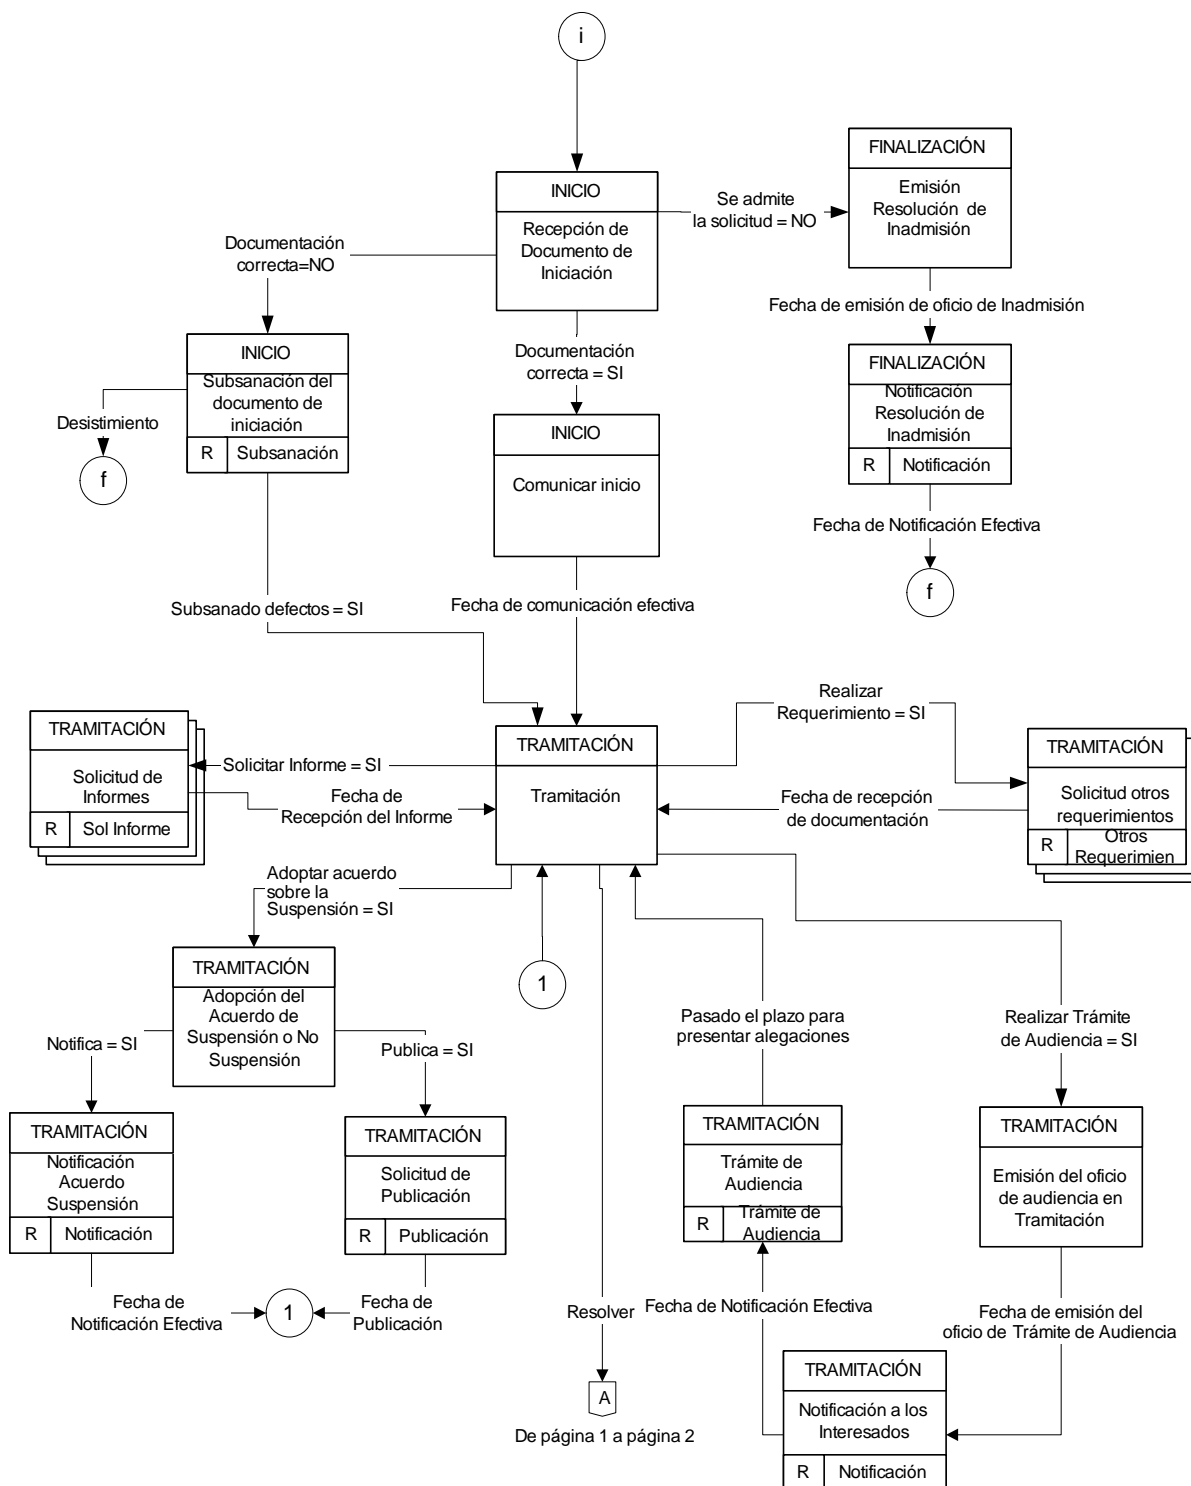 i
FINALIZACIÓN
Emisión
Resolución de
Inadmisión
INICIO
Recepción de
Documento de
Iniciación
Se admite
la solicitud = NO
Documentación
correcta=NO
Fecha de emisión de oficio de Inadmisión
INICIO
Subsanación del
documento de
iniciación
R
Subsanación
Documentación
correcta = SI
FINALIZACIÓN
Notificación
Resolución de
Inadmisión
R
Notificación
Desistimiento
f
INICIO
Comunicar inicio
Fecha de Notificación Efectiva
f
Subsanado defectos = SI
Fecha de comunicación efectiva
Realizar
Requerimiento = SI
TRAMITACIÓN
Solicitud de
Informes
R
Sol Informe
Solicitar Informe = SI
Fecha de
Recepción del Informe
TRAMITACIÓN
Tramitación
Fecha de recepción
de documentación
TRAMITACIÓN
Solicitud otros
requerimientos
R
Otros
Requerimien
Adoptar acuerdo
sobre la
Suspensión = SI
1
TRAMITACIÓN
Adopción del
Acuerdo de
Suspensión o No
Suspensión
Notifica = SI
Publica = SI
Pasado el plazo para
presentar alegaciones
Realizar Trámite
de Audiencia = SI
TRAMITACIÓN
Notificación
Acuerdo
Suspensión
R
Notificación
TRAMITACIÓN
Solicitud de
Publicación
R
Publicación
TRAMITACIÓN
Trámite de
Audiencia
R
Trámite de
Audiencia
TRAMITACIÓN
Emisión del oficio
de audiencia en
Tramitación
Fecha de
Notificación Efectiva
1
Fecha de
Publicación
Resolver
Fecha de Notificación Efectiva
Fecha de emisión del
oficio de Trámite de Audiencia
A
De página 1 a página 2
TRAMITACIÓN
Notificación a los
Interesados
R
Notificación